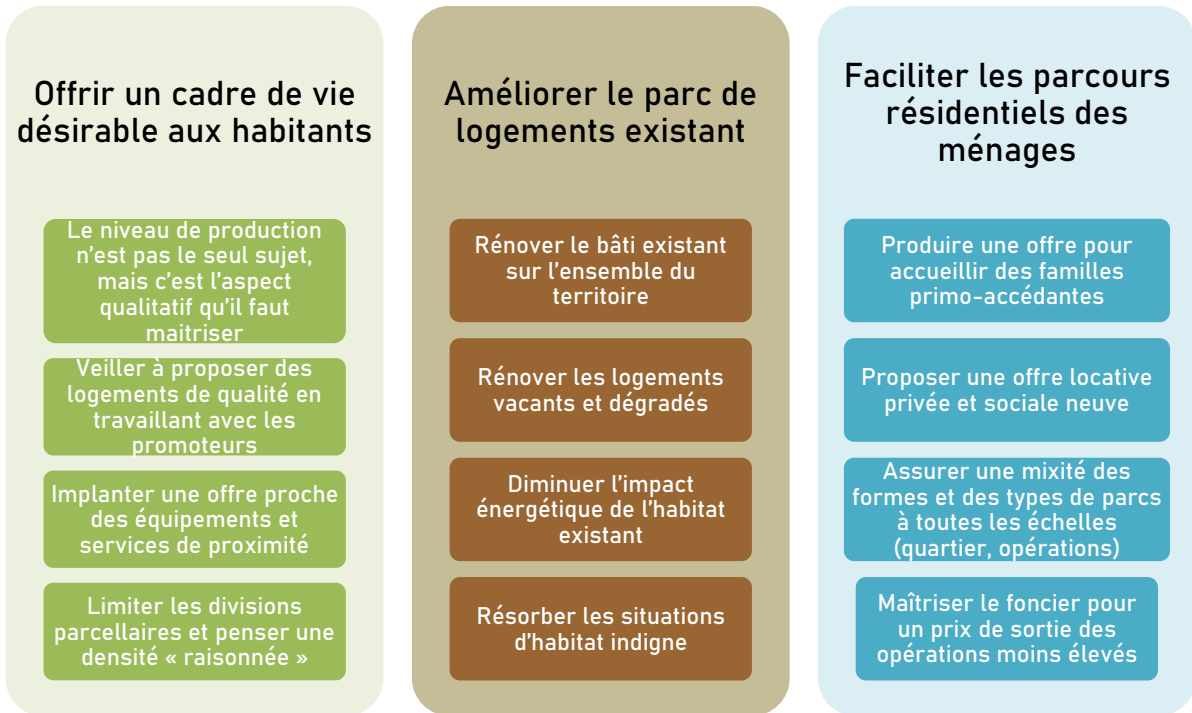 Offrir un cadre de vie
désirable aux habitants
Le niveau de production
n'est pas le seul sujet,
mais c'est l'aspect
qualitatif qu'il faut
maitriser
Veiller à proposer des
logements de qualité en
travaillant avec les
promoteurs
Implanter une offre proche
des équipements et
services de proximité
Limiter les divisions
parcellaires et penser une
densité « raisonnée »
Améliorer le parc de
logements existant
Rénover le bâti existant
sur l'ensemble du
territoire
Rénover les logements
vacants et dégradés
Diminuer l'impact
énergétique de l'habitat
existant
Résorber les situations
d'habitat indigne
Faciliter les parcours
résidentiels des
ménages
Produire une offre pour
accueillir des familles
primo-accédantes
Proposer une offre locative
privée et sociale neuve
Assurer une mixité des
formes et des types de parcs
à toutes les échelles
(quartier, opérations)
Maîtriser le foncier pour
un prix de sortie des
opérations moins élevés